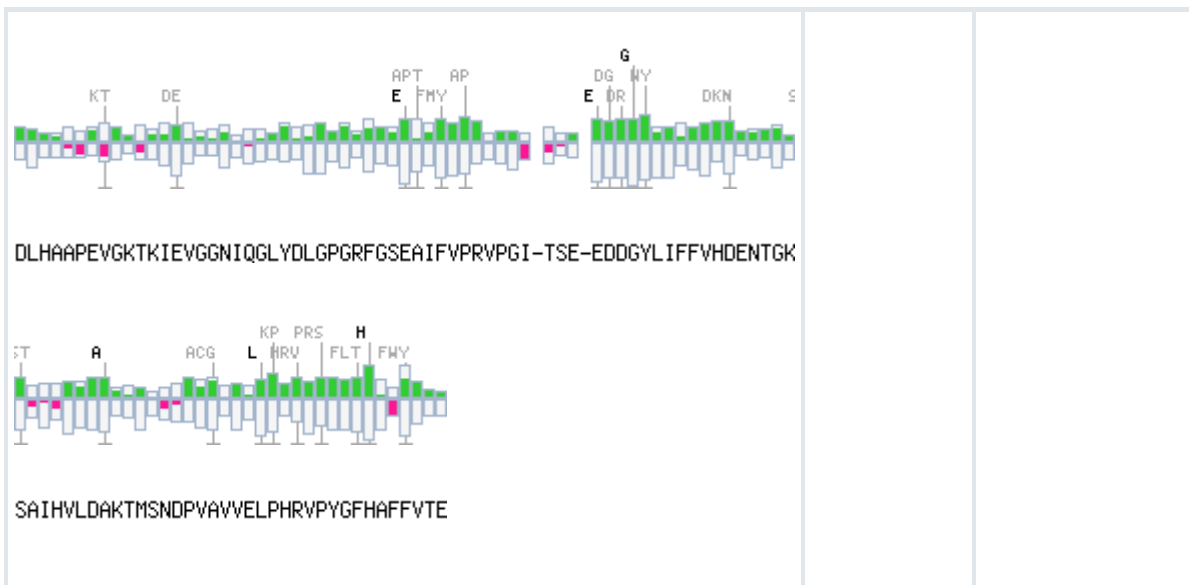 G
APT AP DG WY
KT DE E FMY E DR DKN S
DLHAAPEVGKTKIEVGGNIQGLYDLGPGRFGSEAIFVPRVPGI-TSE-EDDGYLIFFVHDENTGK
KP PRS H
ST A ACG L HRV FLT FWY
SAIHVLDAKTMSNDPVAVVELPHRVPYGFHAFFVTE